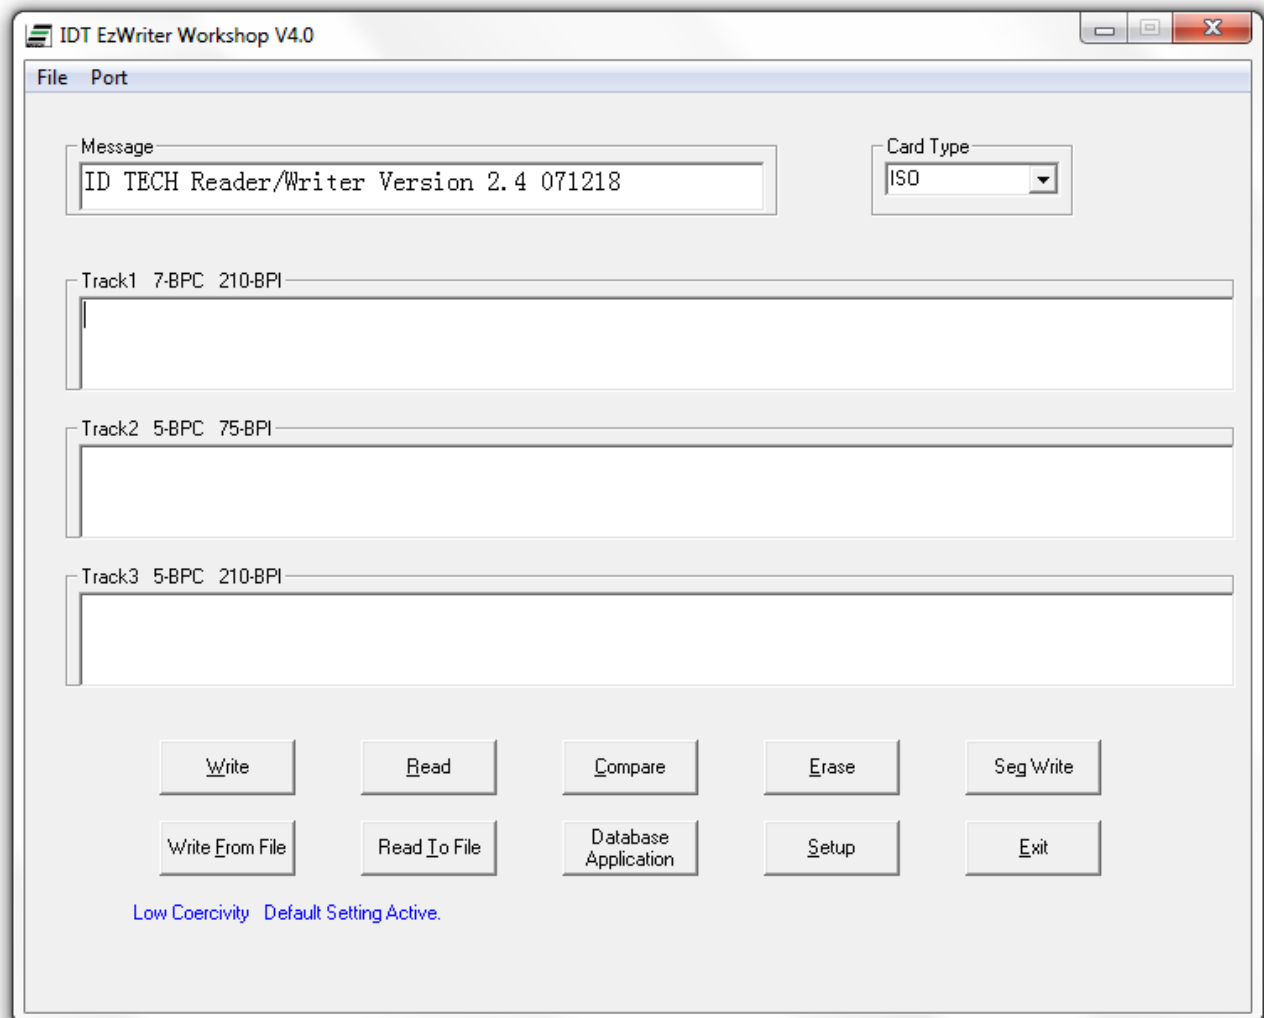 IDT EzWriter Workshop V4.0
File Port
Message
ID TECH Reader/Writer Version 2.4 071218
Card Type
ISO
Track1 7-BPC 210-BPI
Track2 5-BPC 75-BPI
Track3 5-BPC 210-BPI
Write Read Compare Erase Seg Write
Write From File Read To File Database Application Setup Exit
Low Coercivity Default Setting Active.